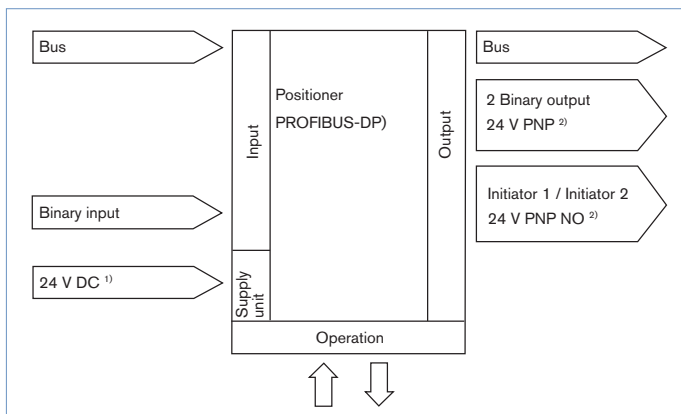 Bus
Binary input
24 V DC 1)
Input
Supply
unit
Positioner
PROFIBUS-DP)
Output
Operation
Bus
2 Binary output
24 V PNP 2)
Initiator 1 / Initiator 2
24 V PNP NO 2)